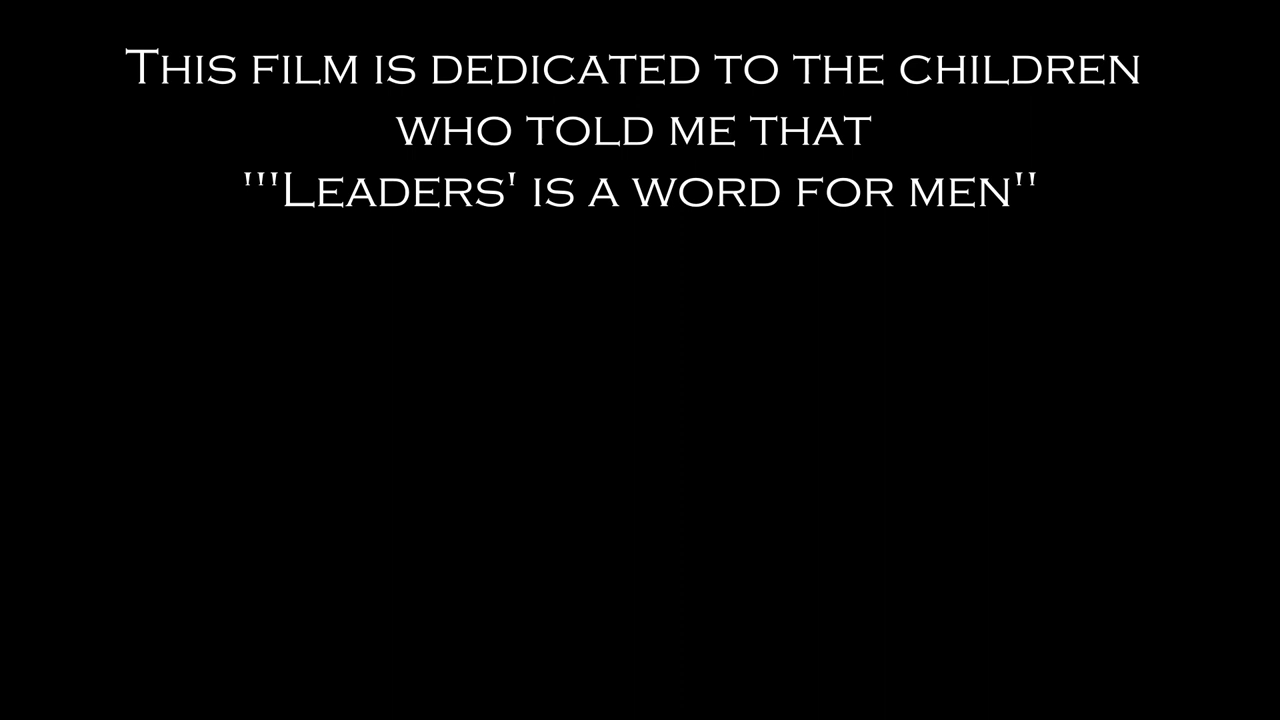 This film is dedicated to the children
who told me that
"'Leaders' is a word for men"